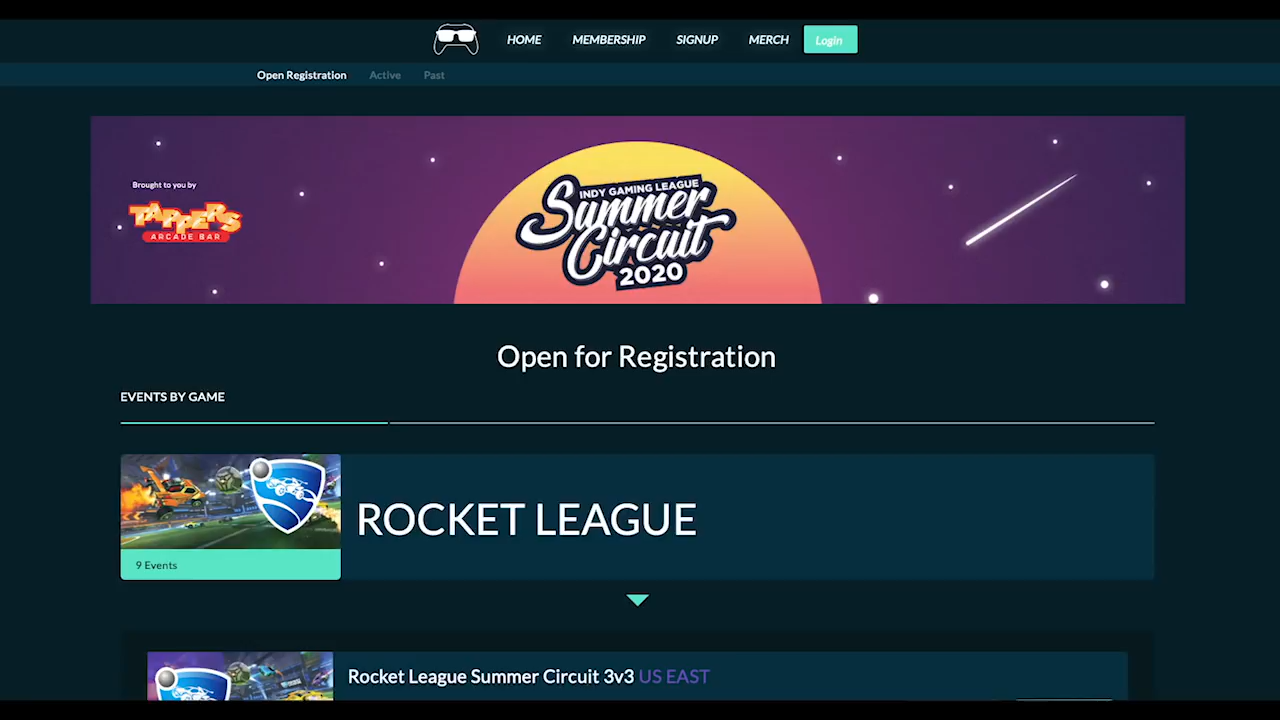 HOME MEMBERSHIP SIGNUP MERCH Login
Open Registration Active Past
Brought to you by
TAPPERS
ARCADE BAR
INDY GAMING LEAGUE
Summer
Circuit
2020
Open for Registration
EVENTS BY GAME
ROCKET LEAGUE
9 Events
Rocket League Summer Circuit 3v3 US EAST